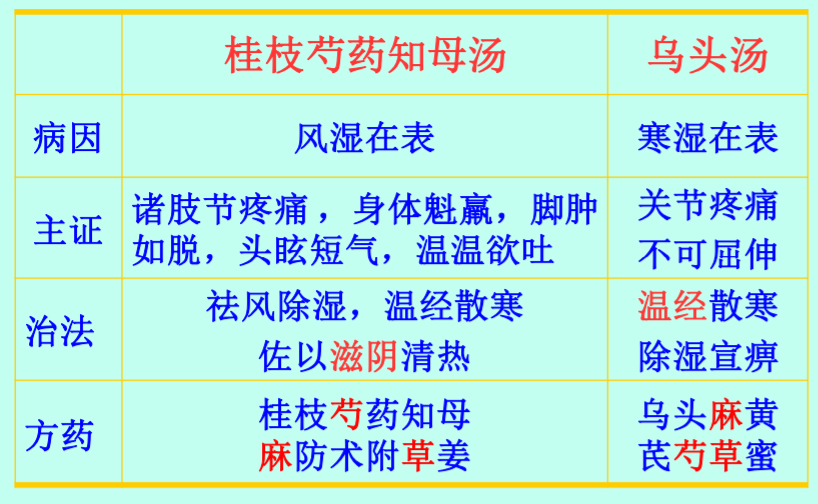 桂枝芍药知母汤 乌头汤
病因 风湿在表 寒湿在表
主证 诸肢节疼痛，身体魁羸，脚肿如脱，头眩短气，温温欲吐 关节疼痛不可屈伸
治法 祛风除湿，温经散寒佐以滋阴清热 温经散寒除湿宣痹
方药 桂枝芍药知母麻防术附草姜 乌头麻黄芪芍草蜜